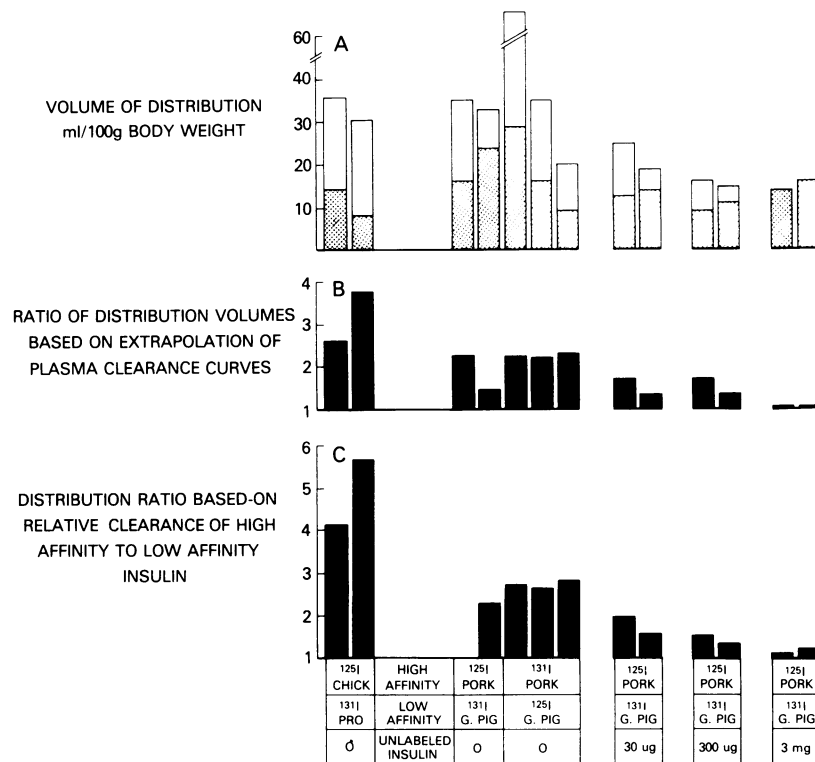 A
60
40
30
20
10
VOLUME OF DISTRIBUTION
ml/100g BODY WEIGHT
B
4
3
2
1
RATIO OF DISTRIBUTION VOLUMES
BASED ON EXTRAPOLATION OF
PLASMA CLEARANCE CURVES
C
6
5
4
3
2
1
DISTRIBUTION RATIO BASED-ON
RELATIVE CLEARANCE OF HIGH
AFFINITY TO LOW AFFINITY
INSULIN
125I CHICK HIGH AFFINITY 125I PORK 131I PORK 125I PORK 125I PORK 125I PORK
131I PRO LOW AFFINITY 131I G. PIG 125I G. PIG 131I G. PIG 131I G. PIG 131I G. PIG
O UNLABELED INSULIN O O 30 ug 300 ug 3 mg